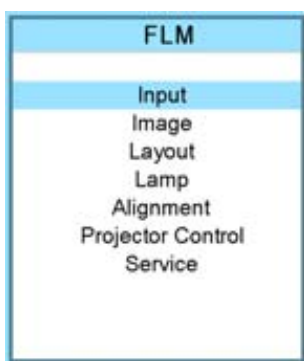 FLM
Input
Image
Layout
Lamp
Alignment
Projector Control
Service